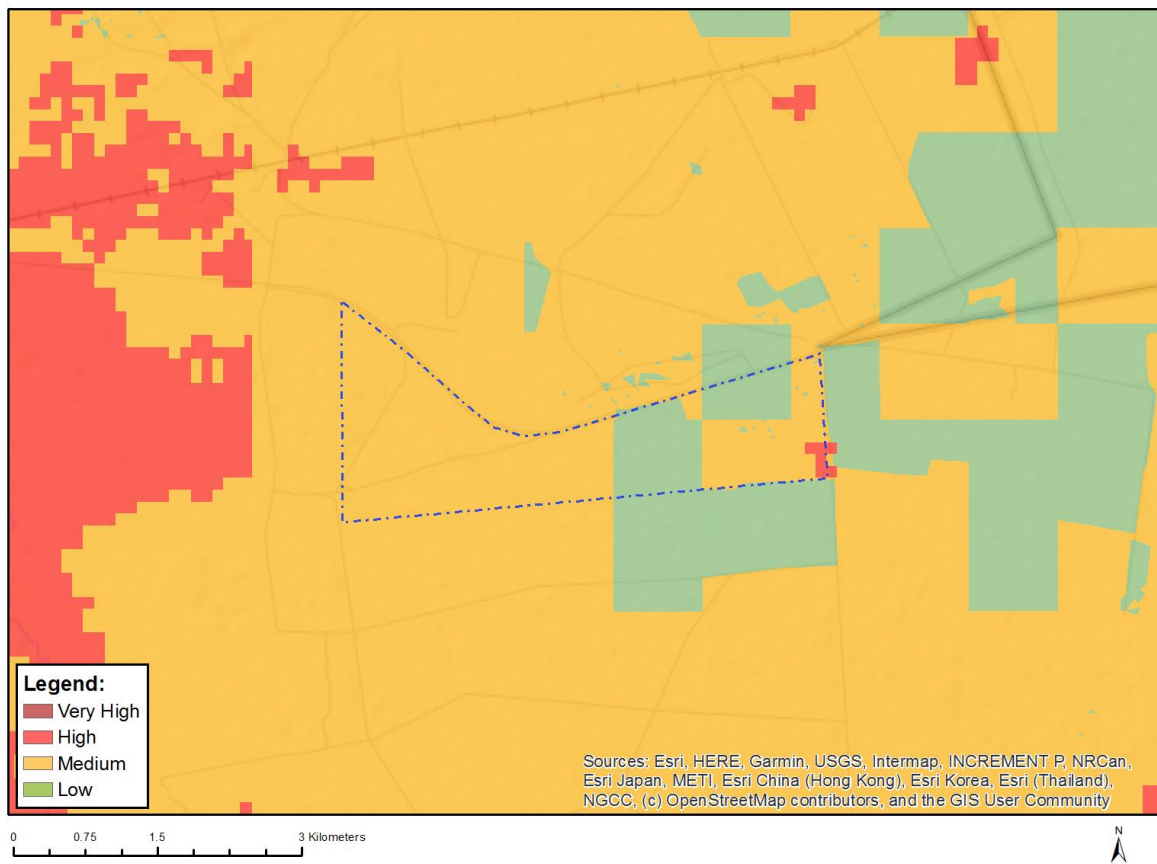 Legend:
Very High
High
Medium
Low
Sources: Esri, HERE, Garmin, USGS, Intermap, INCREMENT P, NRCan,
Esri Japan, METI, Esri China (Hong Kong), Esri Korea, Esri (Thailand),
NGCC, (c) OpenStreetMap contributors, and the GIS User Community
0 0.75 1.5 3 Kilometers
N